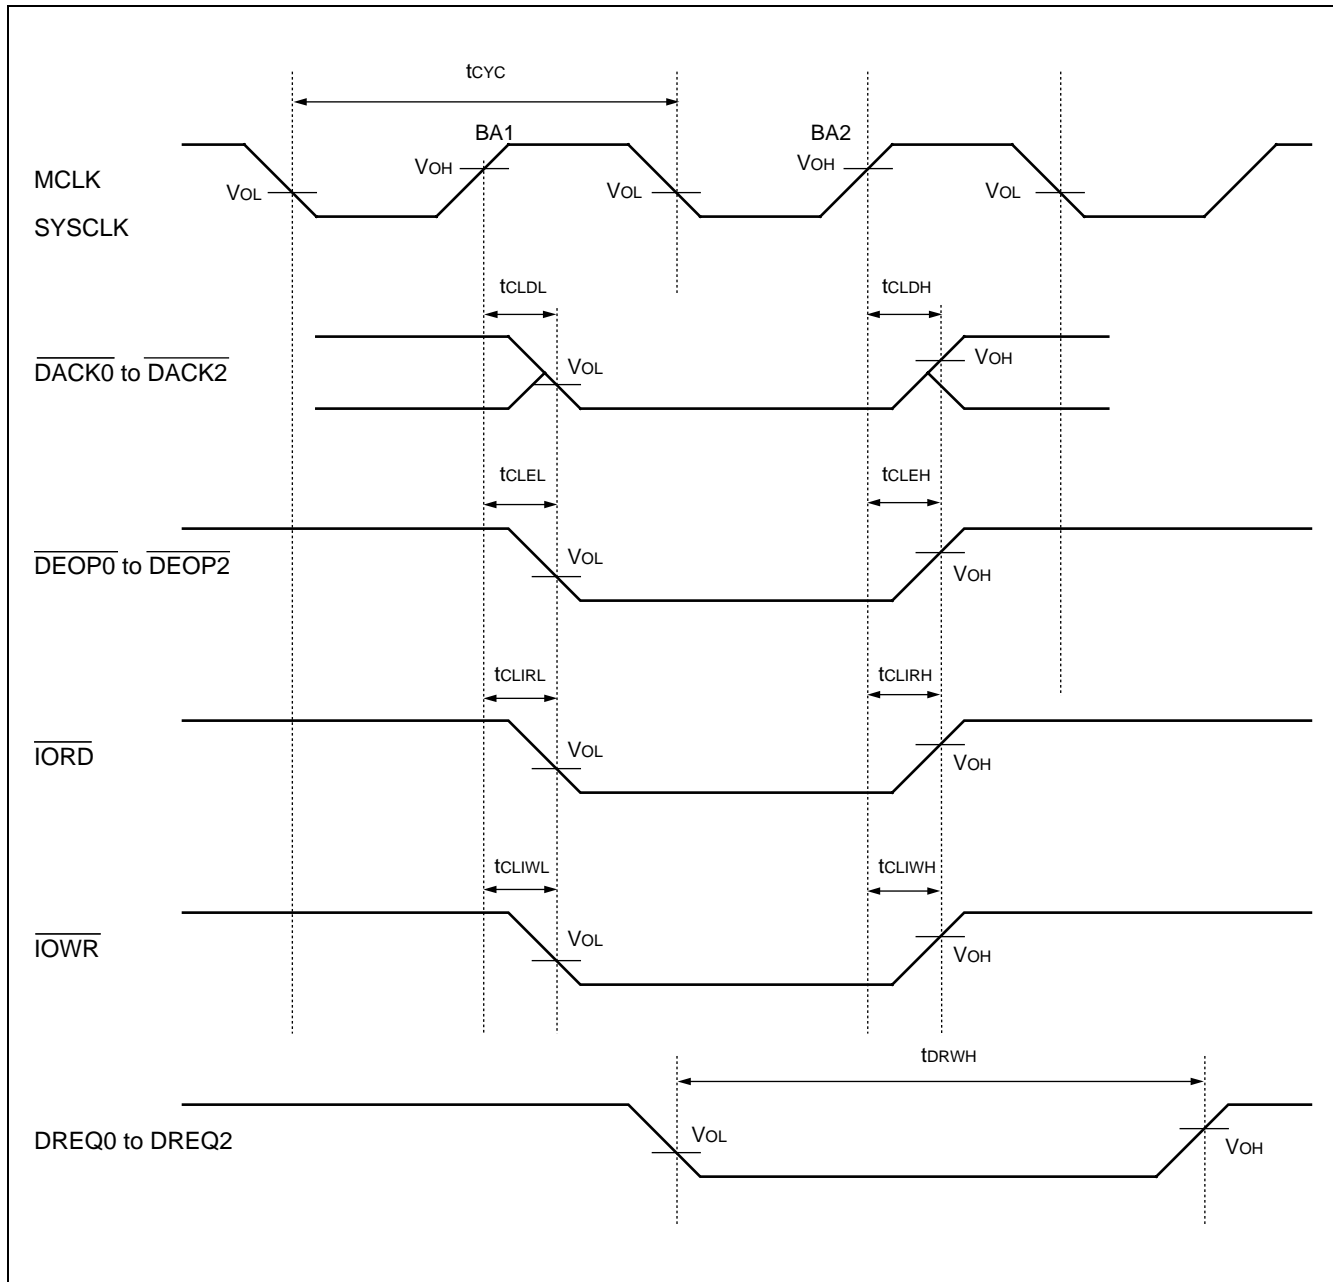 tCYC
BA1
BA2
VOH
VOH
MCLK
VOL
VOL
VOL
SYSCLK
tCLDL
tCLDH
DACK0 to DACK2
VOL
VOH
tCLEL
tCLEH
DEOP0 to DEOP2
VOL
VOH
tCLIRL
tCLIRH
IORD
VOL
VOH
tCLIWL
tCLIWH
IOWR
VOL
VOH
tDRWH
DREQ0 to DREQ2
VOL
VOH